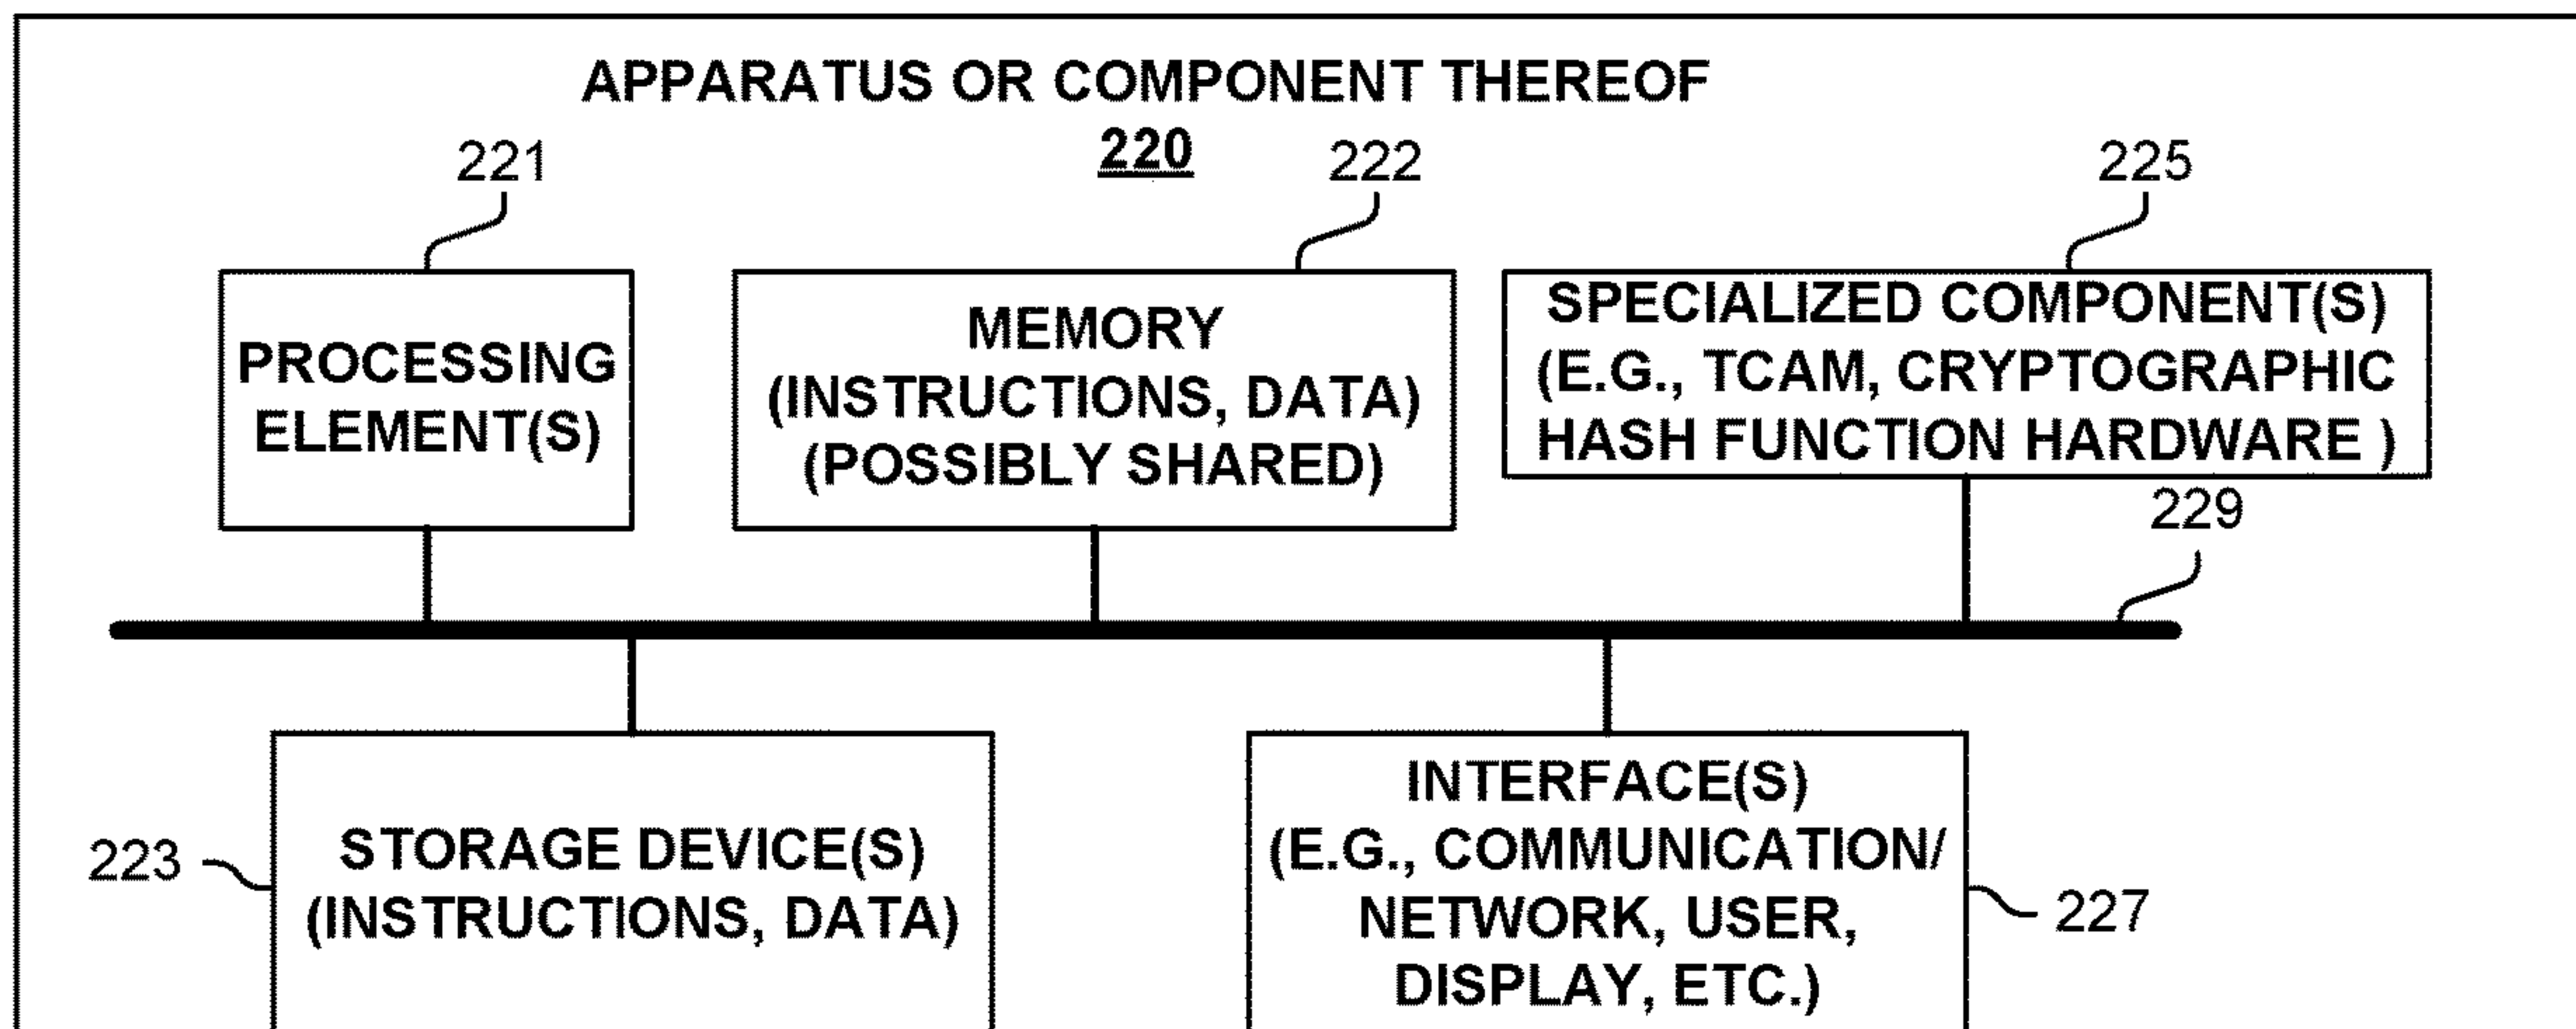 APPARATUS OR COMPONENT THEREOF
220
221
222
225
PROCESSING
ELEMENT(S)
MEMORY
(INSTRUCTIONS, DATA)
(POSSIBLY SHARED)
SPECIALIZED COMPONENT(S)
(E.G., TCAM, CRYPTOGRAPHIC
HASH FUNCTION HARDWARE )
229
223
STORAGE DEVICE(S)
(INSTRUCTIONS, DATA)
INTERFACE(S)
(E.G., COMMUNICATION/
NETWORK, USER,
DISPLAY, ETC.)
227